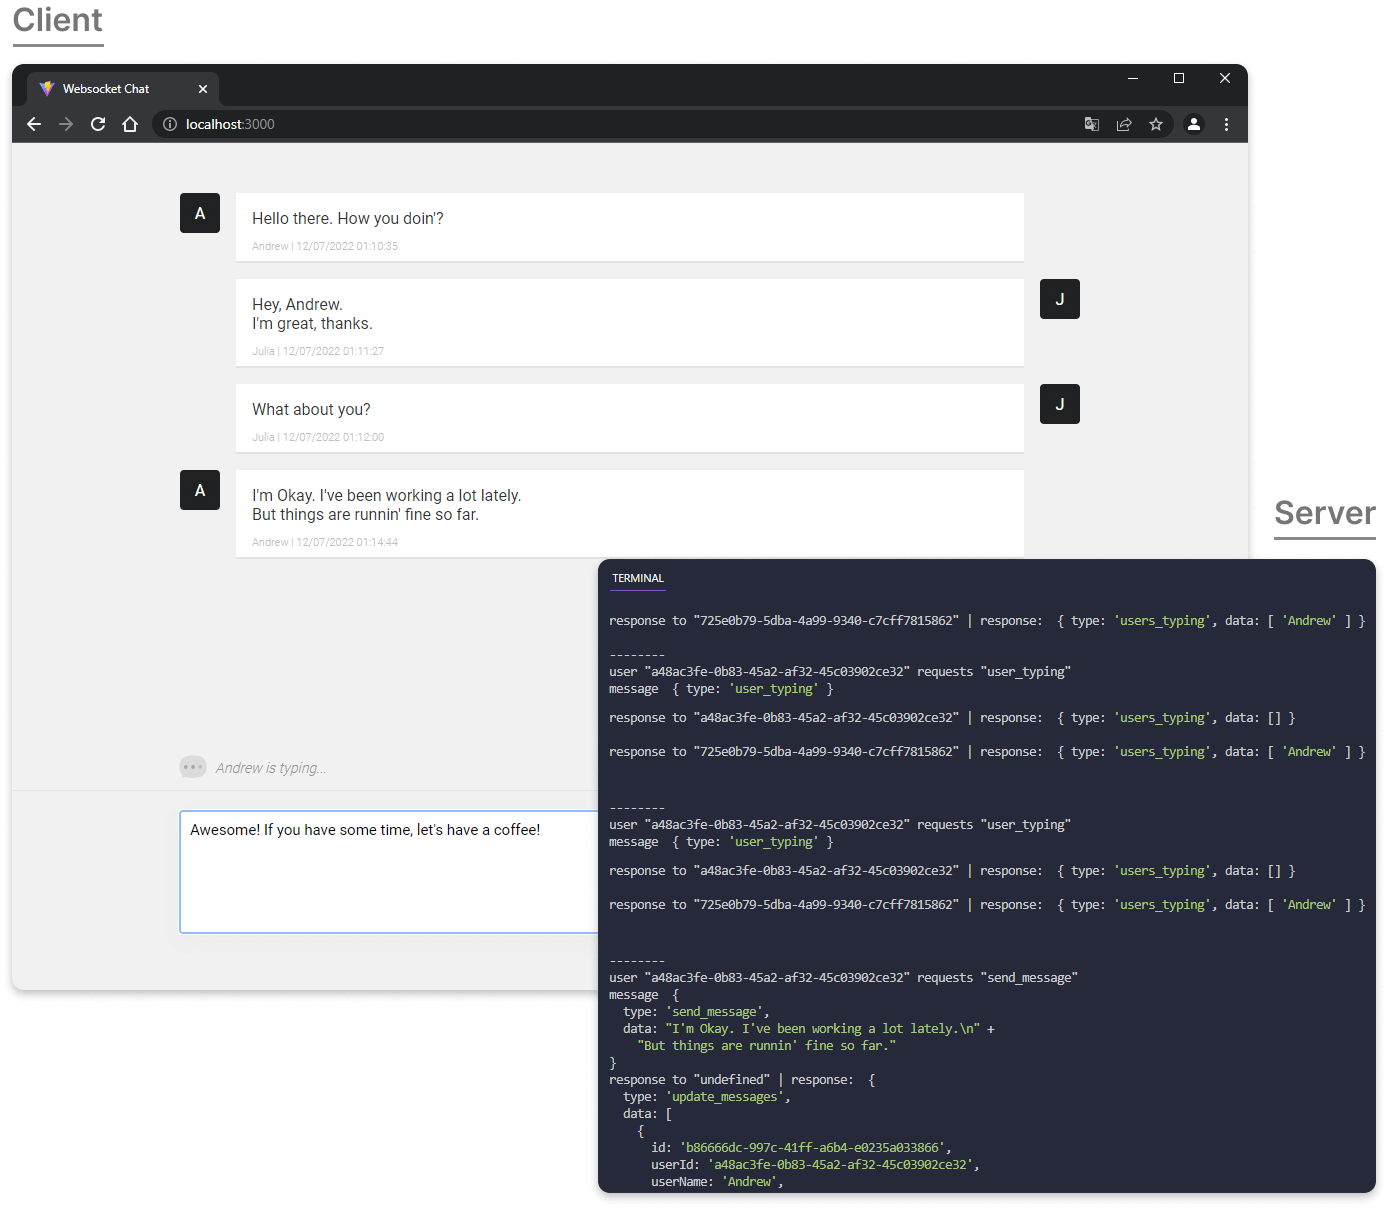 Client
Websocket Chat
localhost:3000
A
Hello there. How you doin'?
Andrew | 12/07/2022 01:10:35
Hey, Andrew.
I'm great, thanks.
Julia | 12/07/2022 01:11:27
J
What about you?
Julia | 12/07/2022 01:12:00
J
A
I'm Okay. I've been working a lot lately.
But things are runnin' fine so far.
Andrew | 12/07/2022 01:14:44
Andrew is typing...
Awesome! If you have some time, let's have a coffee!
Server
TERMINAL
response to "725e0b79-5dba-4a99-9340-c7cff7815862" | response:  { type: 'users_typing', data: [ 'Andrew' ] }
--------
user "a48ac3fe-0b83-45a2-af32-45c03902ce32" requests "user_typing"
message  { type: 'user_typing' }
response to "a48ac3fe-0b83-45a2-af32-45c03902ce32" | response:  { type: 'users_typing', data: [] }
response to "725e0b79-5dba-4a99-9340-c7cff7815862" | response:  { type: 'users_typing', data: [ 'Andrew' ] }
--------
user "a48ac3fe-0b83-45a2-af32-45c03902ce32" requests "user_typing"
message  { type: 'user_typing' }
response to "a48ac3fe-0b83-45a2-af32-45c03902ce32" | response:  { type: 'users_typing', data: [] }
response to "725e0b79-5dba-4a99-9340-c7cff7815862" | response:  { type: 'users_typing', data: [ 'Andrew' ] }
--------
user "a48ac3fe-0b83-45a2-af32-45c03902ce32" requests "send_message"
message  {
  type: 'send_message',
  data: "I'm Okay. I've been working a lot lately.\n" +
    "But things are runnin' fine so far."
}
response to "undefined" | response:  {
  type: 'update_messages',
  data: [
    {
      id: 'b86666dc-997c-41ff-a6b4-e0235a033866',
      userId: 'a48ac3fe-0b83-45a2-af32-45c03902ce32',
      userName: 'Andrew',